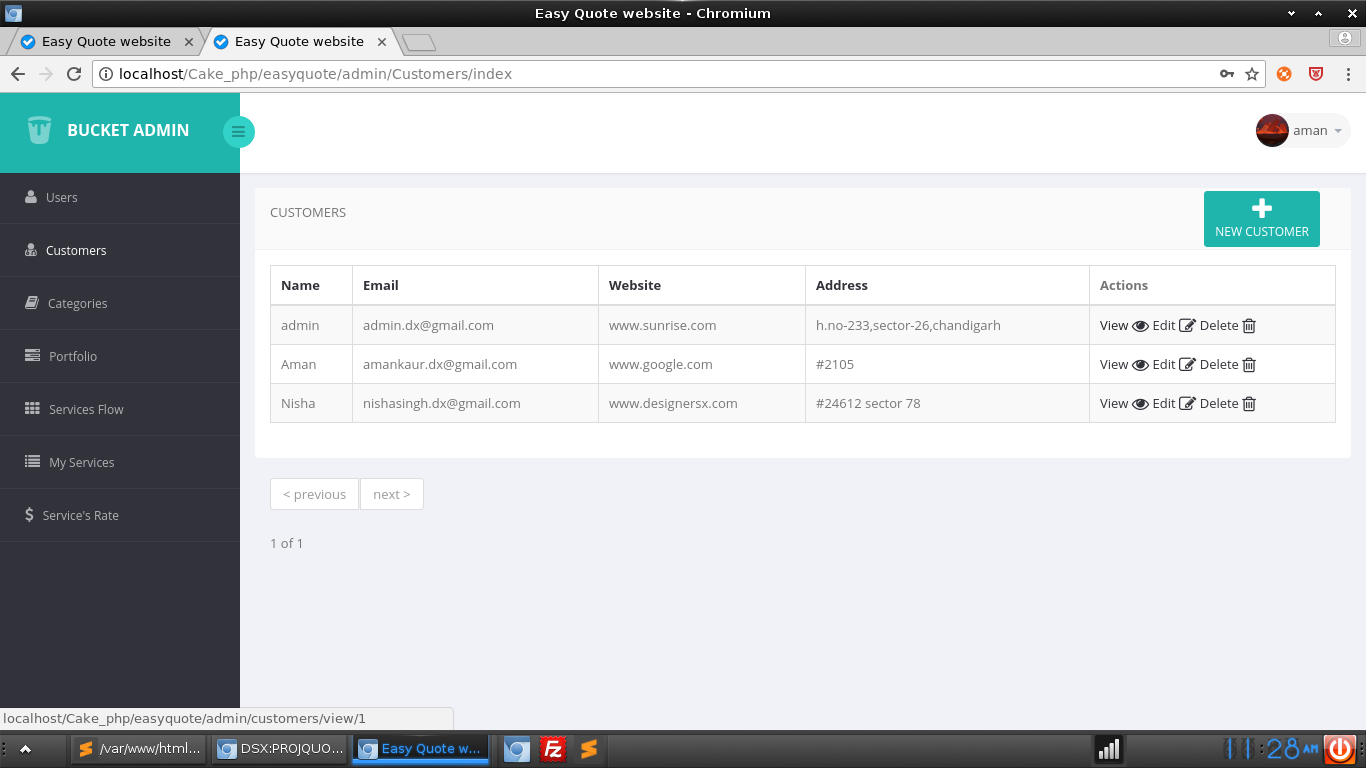 Easy Quote website - Chromium
Easy Quote website
Easy Quote website
localhost/Cake_php/easyquote/admin/Customers/index
BUCKET ADMIN
aman
Users
Customers
Categories
Portfolio
Services Flow
My Services
Service's Rate
CUSTOMERS
NEW CUSTOMER
Name Email Website Address Actions
admin admin.dx@gmail.com www.sunrise.com h.no-233,sector-26,chandigarh View Edit Delete
Aman amankaur.dx@gmail.com www.google.com #2105 View Edit Delete
Nisha nishasingh.dx@gmail.com www.designersx.com #24612 sector 78 View Edit Delete
< previous next >
1 of 1
localhost/Cake_php/easyquote/admin/customers/view/1
/var/www/html... DSX:PROJQUO... Easy Quote w... Fz 11:28 AM